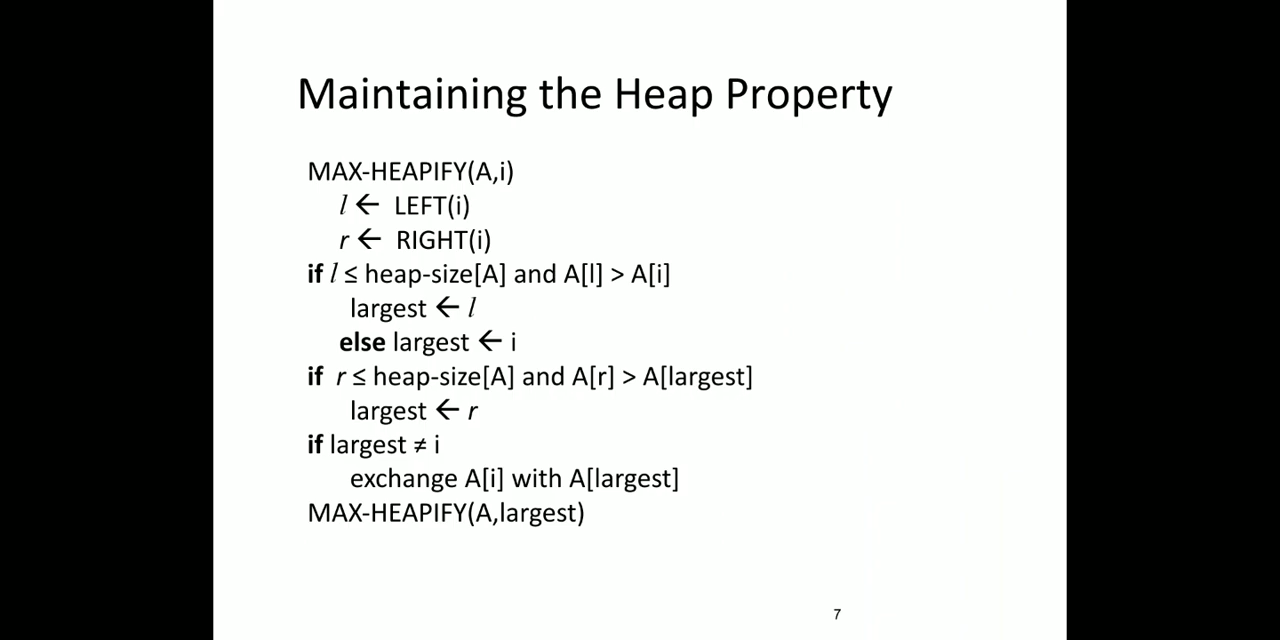 Maintaining the Heap Property
MAX-HEAPIFY(A,i)
l ← LEFT(i)
r ← RIGHT(i)
if l ≤ heap-size[A] and A[l] > A[i]
largest ← l
else largest ← i
if r ≤ heap-size[A] and A[r] > A[largest]
largest ← r
if largest ≠ i
exchange A[i] with A[largest]
MAX-HEAPIFY(A,largest)
7